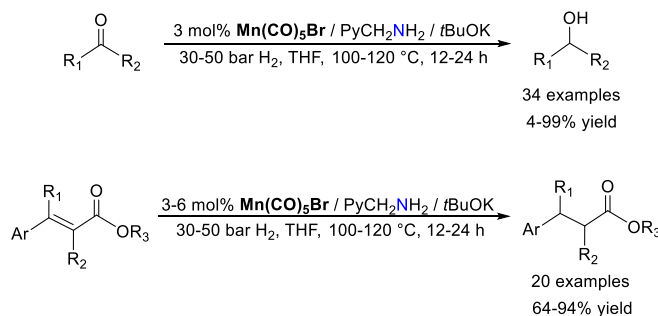 O
R₁ R₂
3 mol% Mn(CO)₅Br / PyCH₂NH₂ / tBuOK
30-50 bar H₂, THF, 100-120 °C, 12-24 h
OH
R₁ R₂
34 examples
4-99% yield
R₁ O
Ar OR₃
R₂
3-6 mol% Mn(CO)₅Br / PyCH₂NH₂ / tBuOK
30-50 bar H₂, THF, 100-120 °C, 12-24 h
R₁ O
Ar OR₃
R₂
20 examples
64-94% yield